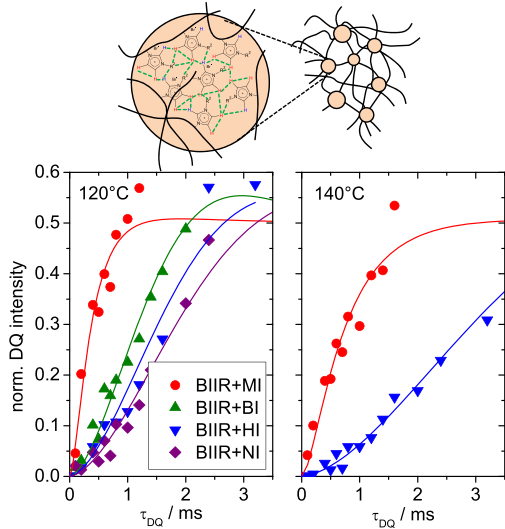 120°C
140°C
norm. DQ intensity
0.6
0.5
0.4
0.3
0.2
0.1
0.0
BIIR+MI
BIIR+BI
BIIR+HI
BIIR+NI
0 1 2 3
0 1 2 3
τDQ / ms
τDQ / ms